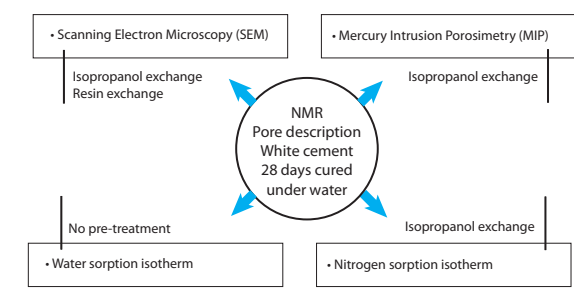 • Scanning Electron Microscopy (SEM)
• Mercury Intrusion Porosimetry (MIP)
Isopropanol exchange
Resin exchange
Isopropanol exchange
NMR
Pore description
White cement
28 days cured
under water
No pre-treatment
Isopropanol exchange
• Water sorption isotherm
• Nitrogen sorption isotherm